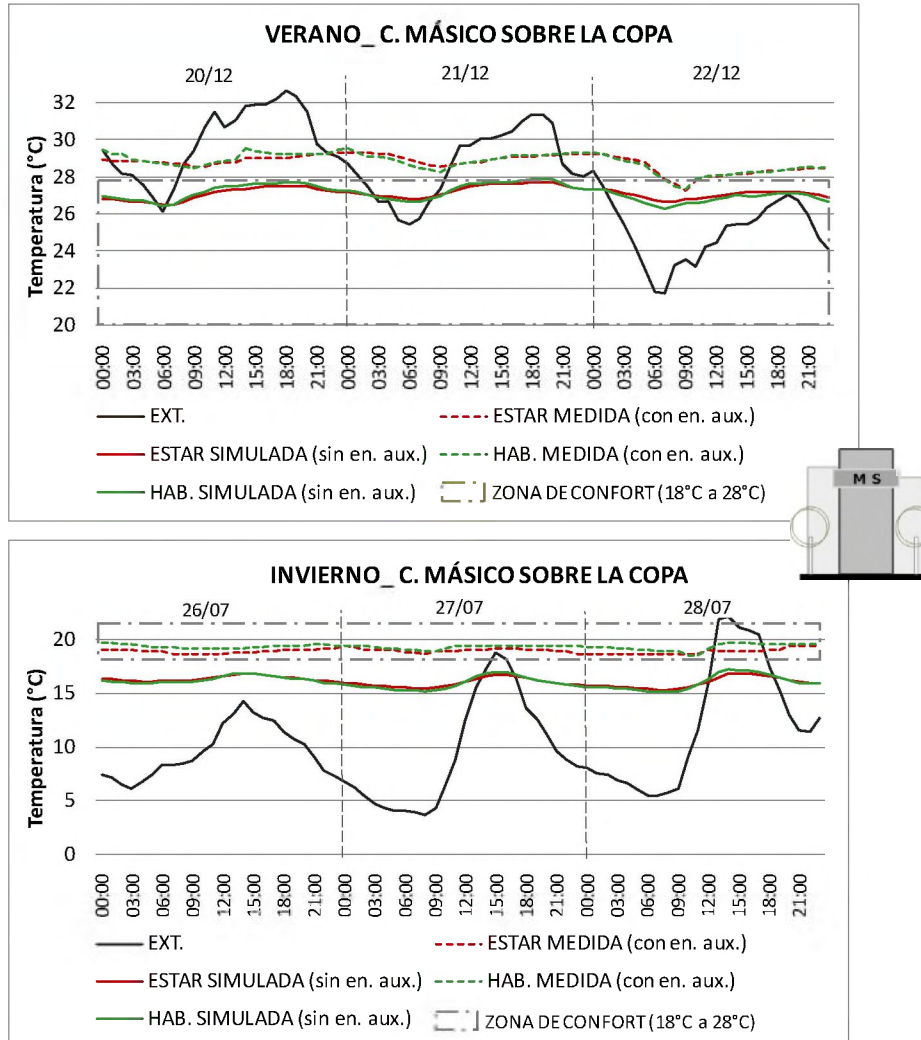 VERANO_ C. MÁSICO SOBRE LA COPA
20/12 21/12 22/12
Temperatura (°C)
32
30
28
26
24
22
20
00:00 03:00 06:00 09:00 12:00 15:00 18:00 21:00 00:00 03:00 06:00 09:00 12:00 15:00 18:00 21:00 00:00 03:00 06:00 09:00 12:00 15:00 18:00 21:00
EXT. ESTAR MEDIDA (con en. aux.)
ESTAR SIMULADA (sin en. aux.) HAB. MEDIDA (con en. aux.)
HAB. SIMULADA (sin en. aux.) ZONA DE CONFORT (18°C a 28°C)
M S
INVIERNO_ C. MÁSICO SOBRE LA COPA
26/07 27/07 28/07
Temperatura (°C)
20
15
10
5
0
00:00 03:00 06:00 09:00 12:00 15:00 18:00 21:00 00:00 03:00 06:00 09:00 12:00 15:00 18:00 21:00 00:00 03:00 06:00 09:00 12:00 15:00 18:00 21:00
EXT. ESTAR MEDIDA (con en. aux.)
ESTAR SIMULADA (sin en. aux.) HAB. MEDIDA (con en. aux.)
HAB. SIMULADA (sin en. aux.) ZONA DE CONFORT (18°C a 28°C)